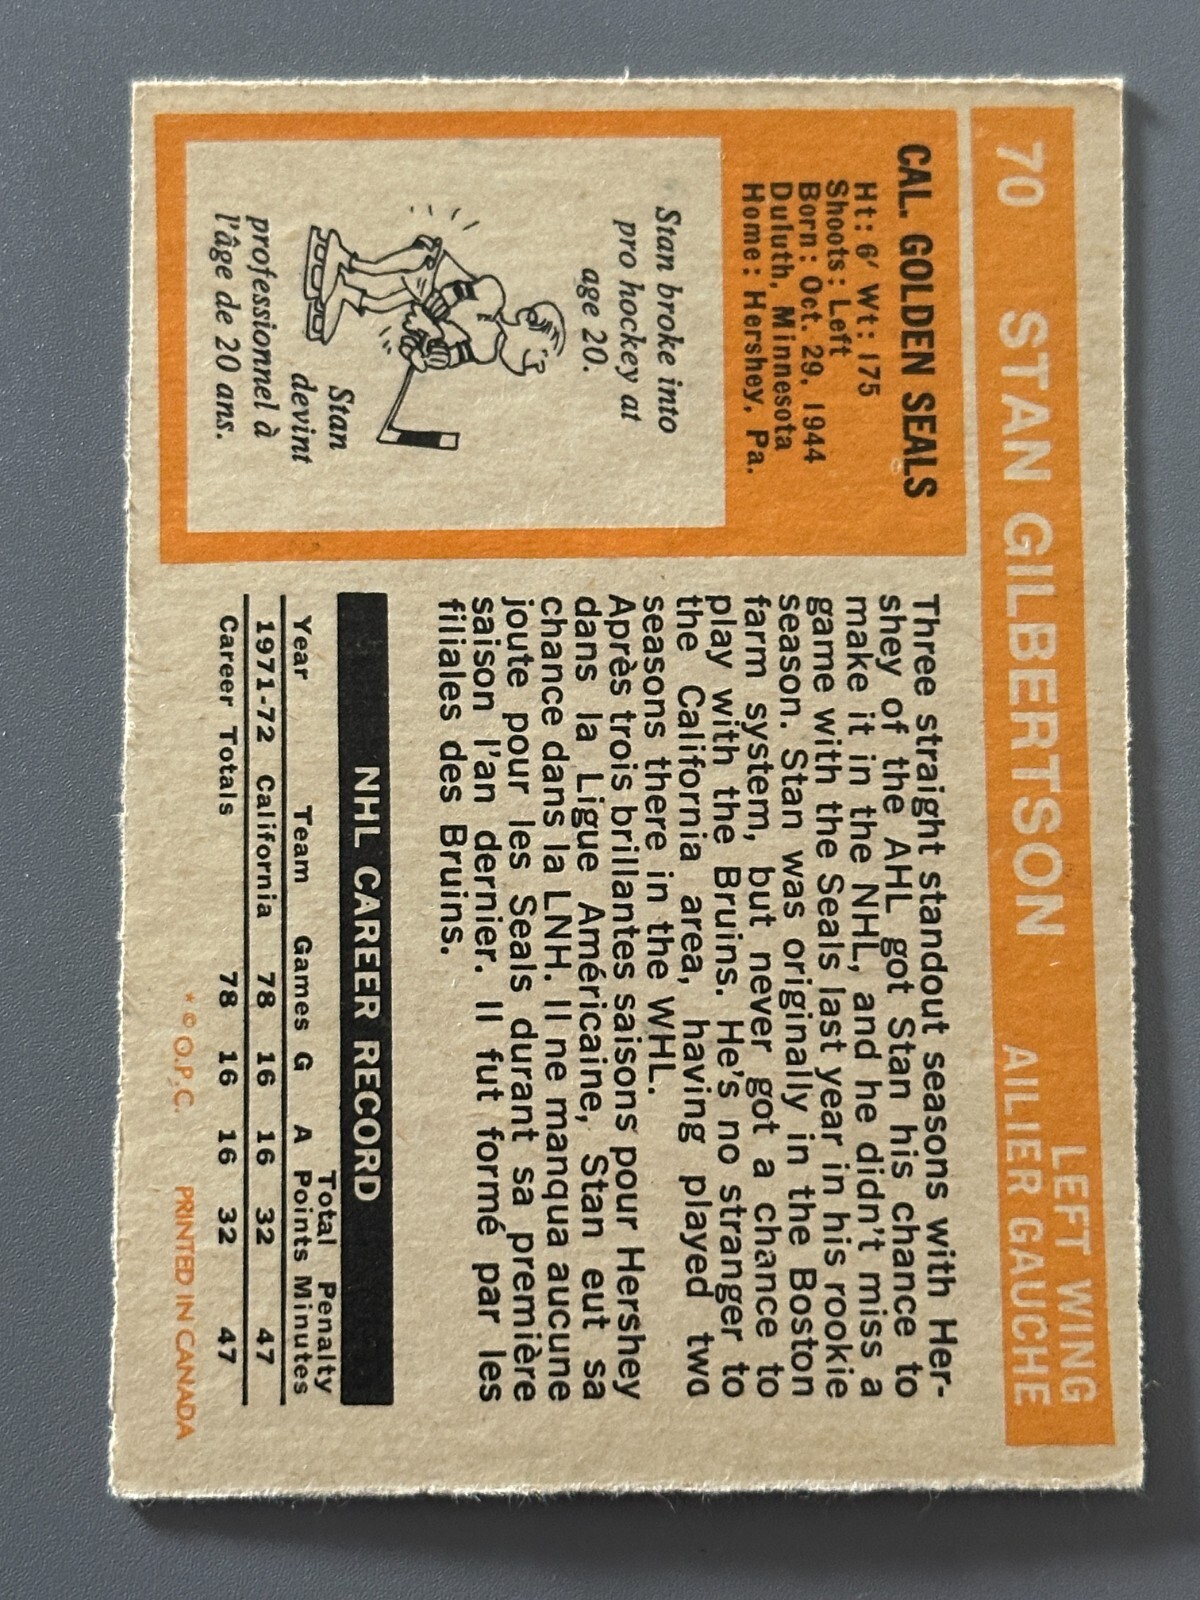 70 STAN GILBERTSON LEFT WING
AILIER GAUCHE
CAL. GOLDEN SEALS
Ht: 6' Wt: 175
Shoots: Left
Born: Oct. 29, 1944
Duluth, Minnesota
Home: Hershey, Pa.
Stan broke into
pro hockey at
age 20.
Stan
devint
professionnel à
l'âge de 20 ans.
Three straight standout seasons with Her-
shey of the AHL got Stan his chance to
make it in the NHL, and he didn't miss a
game with the Seals last year in his rookie
season. Stan was originally in the Boston
farm system, but never got a chance to
play with the Bruins. He's no stranger to
the California area, having played two
seasons there in the WHL.
Après trois brillantes saisons pour Hershey
dans la Ligue Américaine, Stan eut sa
chance dans la LNH. Il ne manqua aucune
joute pour les Seals durant sa première
saison l'an dernier. Il fut formé par les
filiales des Bruins.
NHL CAREER RECORD
Total Penalty
Year Team Games G A Points Minutes
1971-72 California 78 16 16 32 47
Career Totals 78 16 16 32 47
* © O.P.C. PRINTED IN CANADA